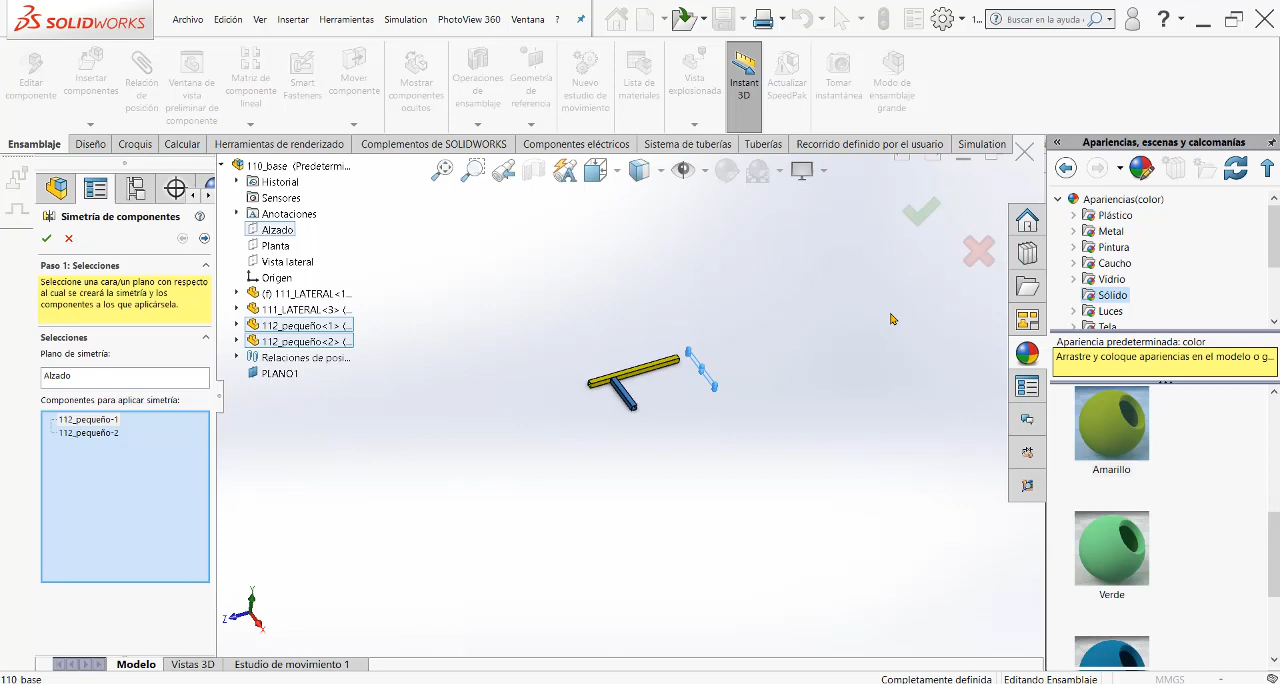 SOLIDWORKS
Archivo Edición Ver Insertar Herramientas Simulation PhotoView 360 Ventana ?
1... Buscar en la ayuda ?
Editar componente
Insertar componentes
Relación de posición
Ventana de vista preliminar de componente
Matriz de componente lineal
Smart Fasteners
Mover componente
Mostrar componentes ocultos
Operaciones de ensamblaje
Geometría de referencia
Nuevo estudio de movimiento
Lista de materiales
Vista explosionada
Instant 3D
Actualizar SpeedPak
Tomar instantánea
Modo de ensamblaje grande
Ensamblaje Diseño Croquis Calcular Herramientas de renderizado Complementos de SOLIDWORKS Componentes eléctricos Sistema de tuberías Tuberías Recorrido definido por el usuario Simulation
Simetría de componentes
Paso 1: Selecciones
Seleccione una cara/un plano con respecto
al cual se creará la simetría y los
componentes a los que aplicársela.
Selecciones
Plano de simetría:
Alzado
Componentes para aplicar simetría:
112_pequeño-1
112_pequeño-2
110_base (Predetermi...
Historial
Sensores
Anotaciones
Alzado
Planta
Vista lateral
Origen
(f) 111_LATERAL<1...
111_LATERAL<3> (...
112_pequeño<1> (...
112_pequeño<2> (...
Relaciones de posi...
PLANO1
Y
Z
X
Apariencias, escenas y calcomanías
Apariencias(color)
Plástico
Metal
Pintura
Caucho
Vidrio
Sólido
Luces
Tela
Apariencia predeterminada: color
Arrastre y coloque apariencias en el modelo o g...
Amarillo
Verde
Modelo Vistas 3D Estudio de movimiento 1
110 base Completamente definida Editando Ensamblaje MMGS -